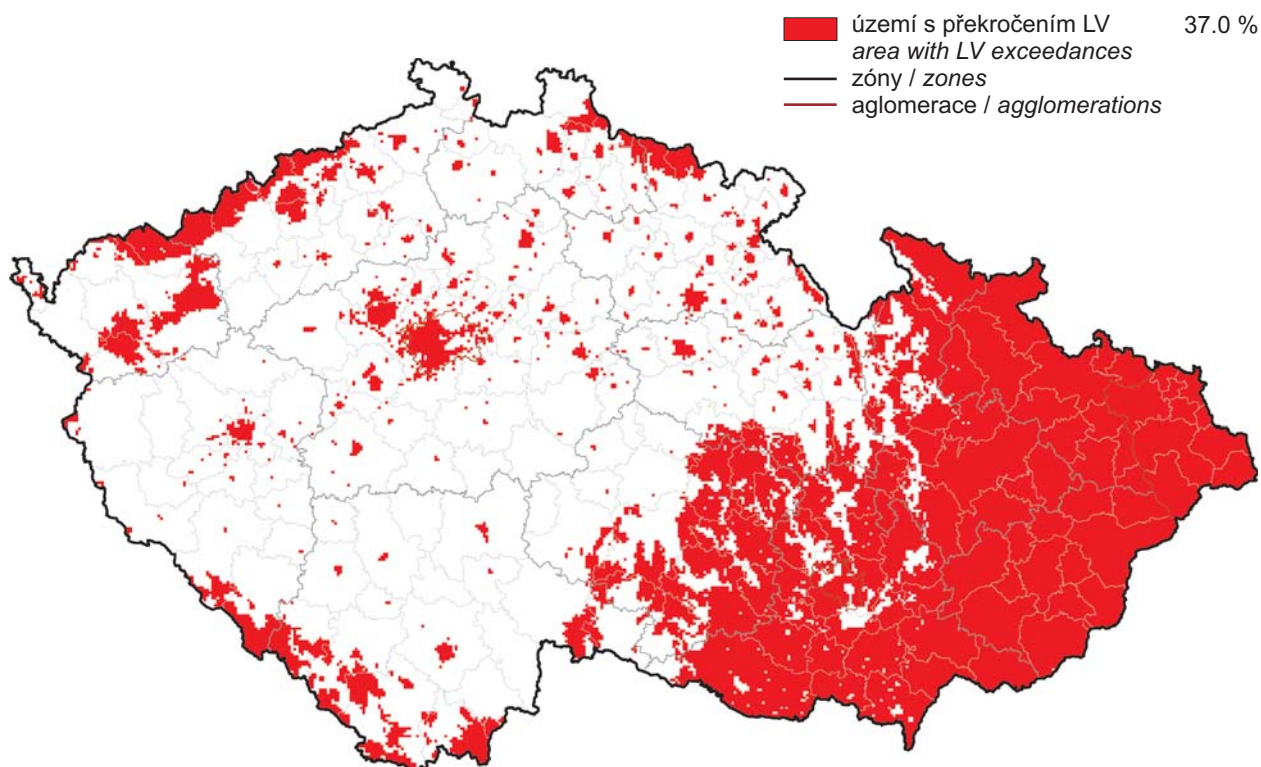 území s překročením LV 37.0 %
area with LV exceedances
zóny / zones
aglomerace / agglomerations